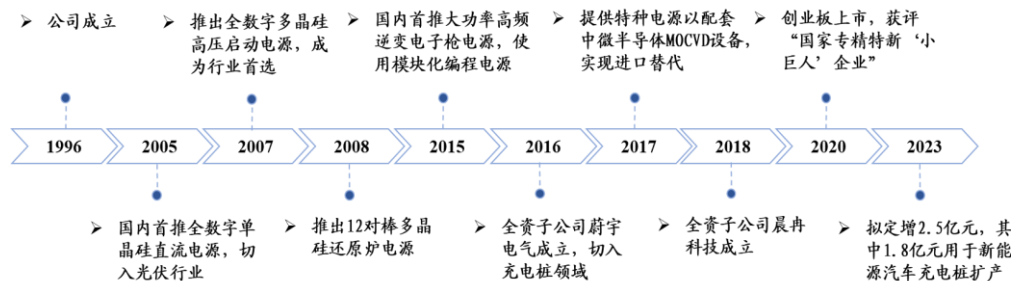 ➢ 公司成立
➢ 推出全数字多晶硅
高压启动电源，成
为行业首选
➢ 国内首推大功率高频
逆变电子枪电源，使
用模块化编程电源
➢ 提供特种电源以配套
中微半导体MOCVD设备，
实现进口替代
➢ 创业板上市，获评
“国家专精特新‘小
巨人’企业”
1996
2005
2007
2008
2015
2016
2017
2018
2020
2023
➢ 国内首推全数字单
晶硅直流电源，切
入光伏行业
➢ 推出12对棒多晶
硅还原炉电源
➢ 全资子公司蔚宇
电气成立，切入
充电桩领域
➢ 全资子公司晨冉
科技成立
➢ 拟定增2.5亿元，其
中1.8亿元用于新能
源汽车充电桩扩产